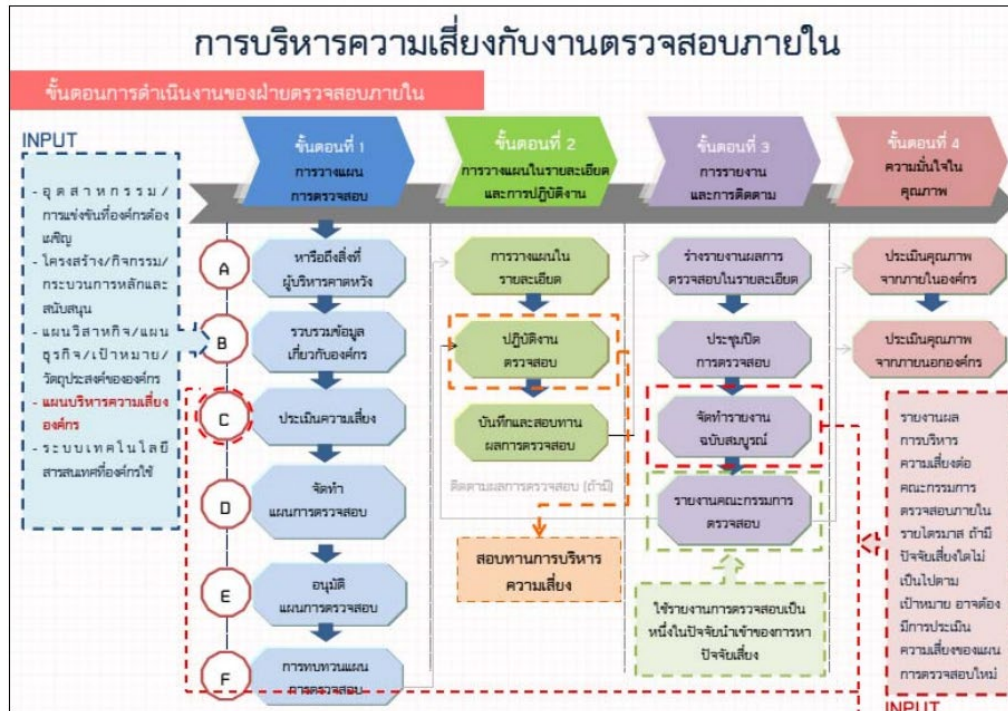 การบริหารความเสี่ยงกับงานตรวจสอบภายใน
ขั้นตอนการดำเนินงานของฝ่ายตรวจสอบภายใน
INPUT
- อุตสาหกรรม/
การแข่งขันที่องค์กรต้อง
เผชิญ
- โครงสร้าง/กิจกรรม/
กระบวนการหลักและ
สนับสนุน
- แผนวิสาหกิจ/แผน
ธุรกิจ/เป้าหมาย/
วัตถุประสงค์ขององค์กร
- แผนบริหารความเสี่ยง
องค์กร
- ระบบเทคโนโลยี
สารสนเทศที่องค์กรใช้
ขั้นตอนที่ 1
การวางแผน
การตรวจสอบ
A
หารือถึงสิ่งที่
ผู้บริหารคาดหวัง
B
รวบรวมข้อมูล
เกี่ยวกับองค์กร
C
ประเมินความเสี่ยง
D
จัดทำ
แผนการตรวจสอบ
E
อนุมัติ
แผนการตรวจสอบ
F
การทบทวนแผน
การตรวจสอบ
ขั้นตอนที่ 2
การวางแผนในรายละเอียด
และการปฏิบัติงาน
การวางแผนใน
รายละเอียด
ปฏิบัติงาน
ตรวจสอบ
บันทึกและสอบทาน
ผลการตรวจสอบ
ติดตามผลการตรวจสอบ (ถ้ามี)
สอบทานการบริหาร
ความเสี่ยง
ขั้นตอนที่ 3
การรายงาน
และการติดตาม
ร่างรายงานผลการ
ตรวจสอบในรายละเอียด
ประชุมปิด
การตรวจสอบ
จัดทำรายงาน
ฉบับสมบูรณ์
รายงานคณะกรรมการ
ตรวจสอบ
ใช้รายงานการตรวจสอบเป็น
หนึ่งในปัจจัยนำเข้าของการหา
ปัจจัยเสี่ยง
ขั้นตอนที่ 4
ความมั่นใจใน
คุณภาพ
ประเมินคุณภาพ
จากภายในองค์กร
ประเมินคุณภาพ
จากภายนอกองค์กร
รายงานผล
การบริหาร
ความเสี่ยงต่อ
คณะกรรมการ
ตรวจสอบภายใน
รายไตรมาส ถ้ามี
ปัจจัยเสี่ยงใดไม่
เป็นไปตาม
เป้าหมาย อาจต้อง
มีการประเมิน
ความเสี่ยงของแผน
การตรวจสอบใหม่
INPUT